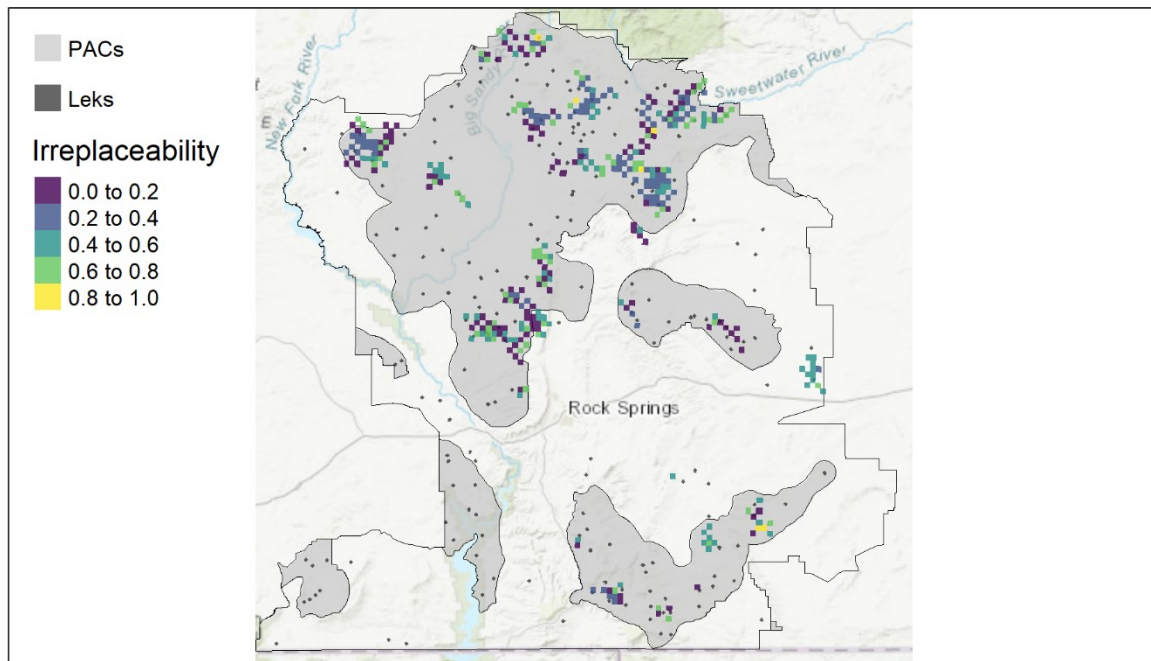 PACs
Leks
Irreplaceability
0.0 to 0.2
0.2 to 0.4
0.4 to 0.6
0.6 to 0.8
0.8 to 1.0
New Fork River
Big Sandy
Sweetwater River
m
Rock Springs